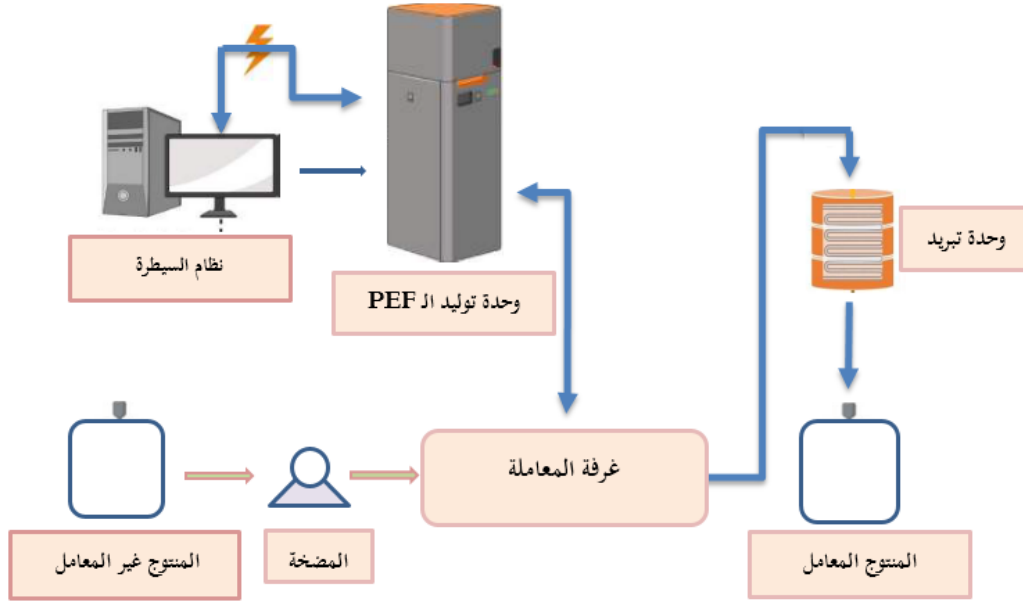 نظام السيطرة
وحدة توليد الـ PEF
وحدة تبريد
غرفة المعاملة
المنتوج غير المعامل
المضخة
المنتوج المعامل